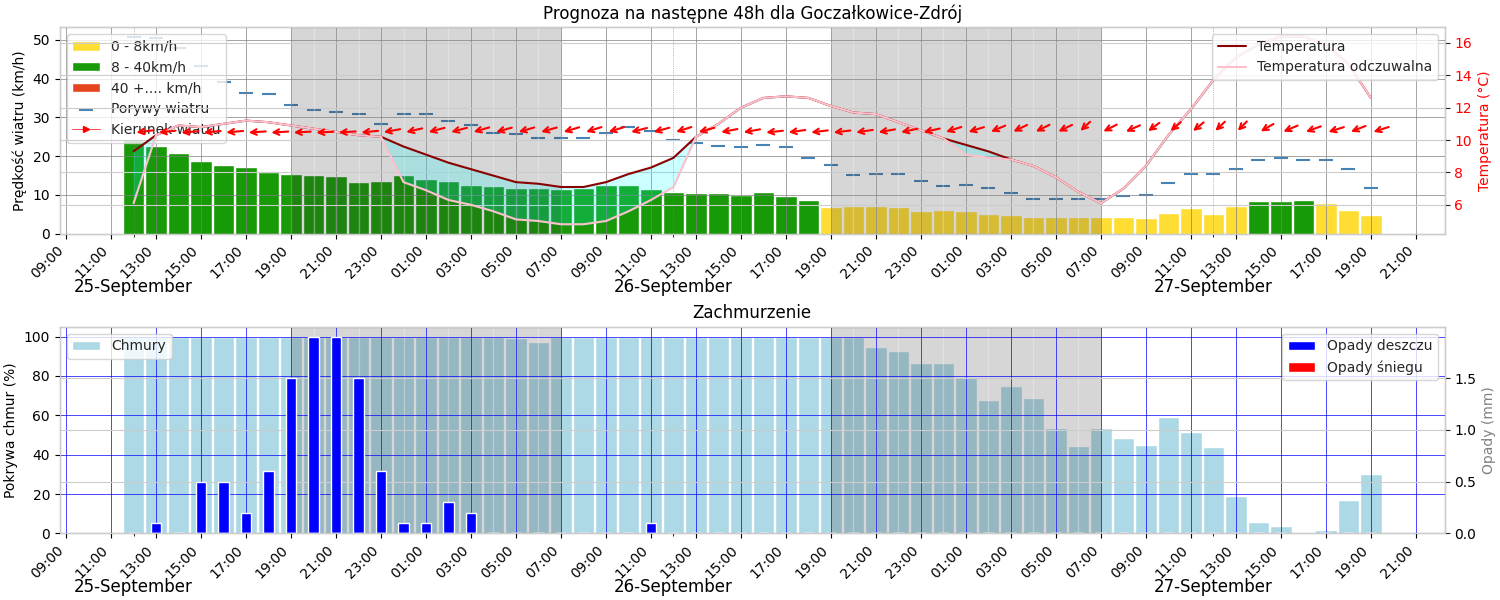 Prognoza na następne 48h dla Goczałkowice-Zdrój
Prędkość wiatru (km/h)
50
40
30
20
10
0
0 - 8km/h
8 - 40km/h
40 +.... km/h
Porywy wiatru
Kierunek wiatru
Temperatura
Temperatura odczuwalna
16
14
12
10
8
6
Temperatura (°C)
09:00 11:00 13:00 15:00 17:00 19:00 21:00 23:00 01:00 03:00 05:00 07:00 09:00 11:00 13:00 15:00 17:00 19:00 21:00 23:00 01:00 03:00 05:00 07:00 09:00 11:00 13:00 15:00 17:00 19:00 21:00
25-September 26-September 27-September
Zachmurzenie
Pokrywa chmur (%)
100
80
60
40
20
0
Chmury
Opady deszczu
Opady śniegu
1.5
1.0
0.5
0.0
Opady (mm)
09:00 11:00 13:00 15:00 17:00 19:00 21:00 23:00 01:00 03:00 05:00 07:00 09:00 11:00 13:00 15:00 17:00 19:00 21:00 23:00 01:00 03:00 05:00 07:00 09:00 11:00 13:00 15:00 17:00 19:00 21:00
25-September 26-September 27-September